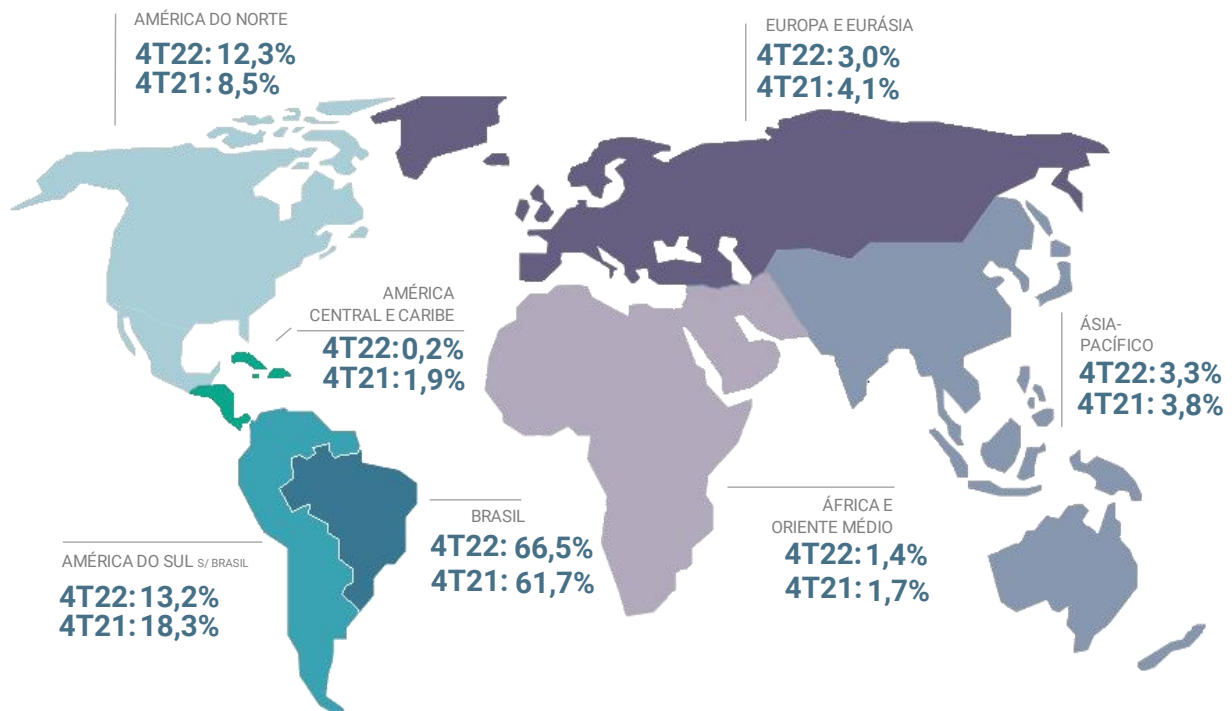 AMÉRICA DO NORTE
4T22: 12,3%
4T21: 8,5%
EUROPA E EURÁSIA
4T22: 3,0%
4T21: 4,1%
AMÉRICA
CENTRAL E CARIBE
4T22: 0,2%
4T21: 1,9%
ÁSIA-
PACÍFICO
4T22: 3,3%
4T21: 3,8%
AMÉRICA DO SUL S/ BRASIL
4T22: 13,2%
4T21: 18,3%
BRASIL
4T22: 66,5%
4T21: 61,7%
ÁFRICA E
ORIENTE MÉDIO
4T22: 1,4%
4T21: 1,7%